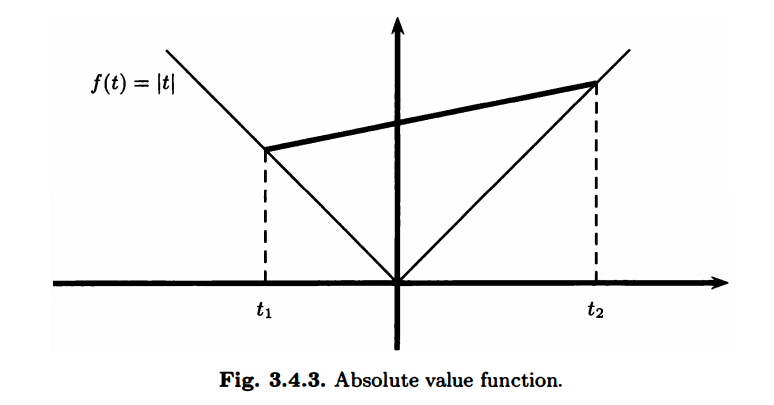 f(t) = |t|
t₁ t₂
Fig. 3.4.3. Absolute value function.